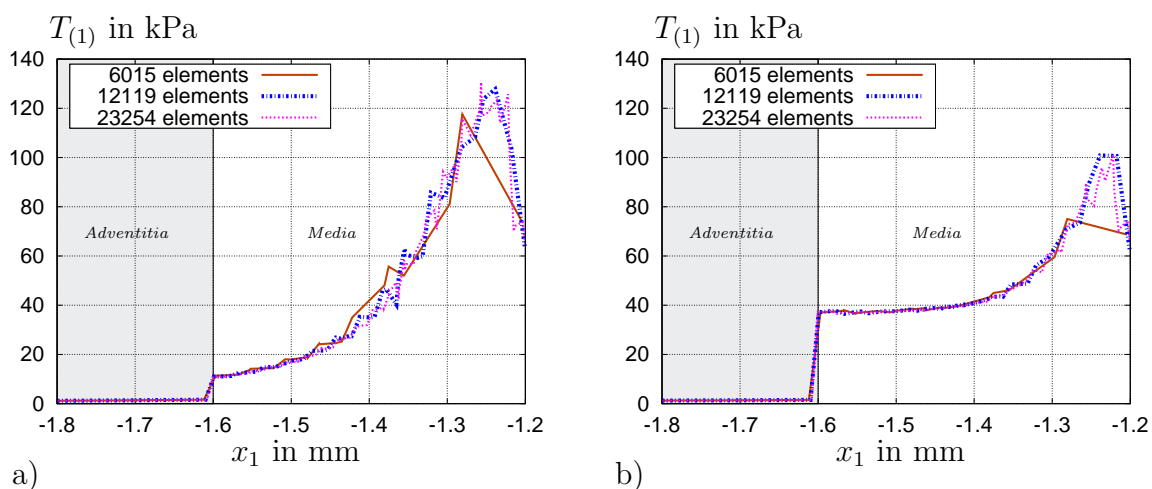 T(1) in kPa
140
120
100
80
60
40
20
0
6015 elements
12119 elements
23254 elements
Adventitia
Media
-1.8 -1.7 -1.6 -1.5 -1.4 -1.3 -1.2
x1 in mm
a)
T(1) in kPa
140
120
100
80
60
40
20
0
6015 elements
12119 elements
23254 elements
Adventitia
Media
-1.8 -1.7 -1.6 -1.5 -1.4 -1.3 -1.2
x1 in mm
b)